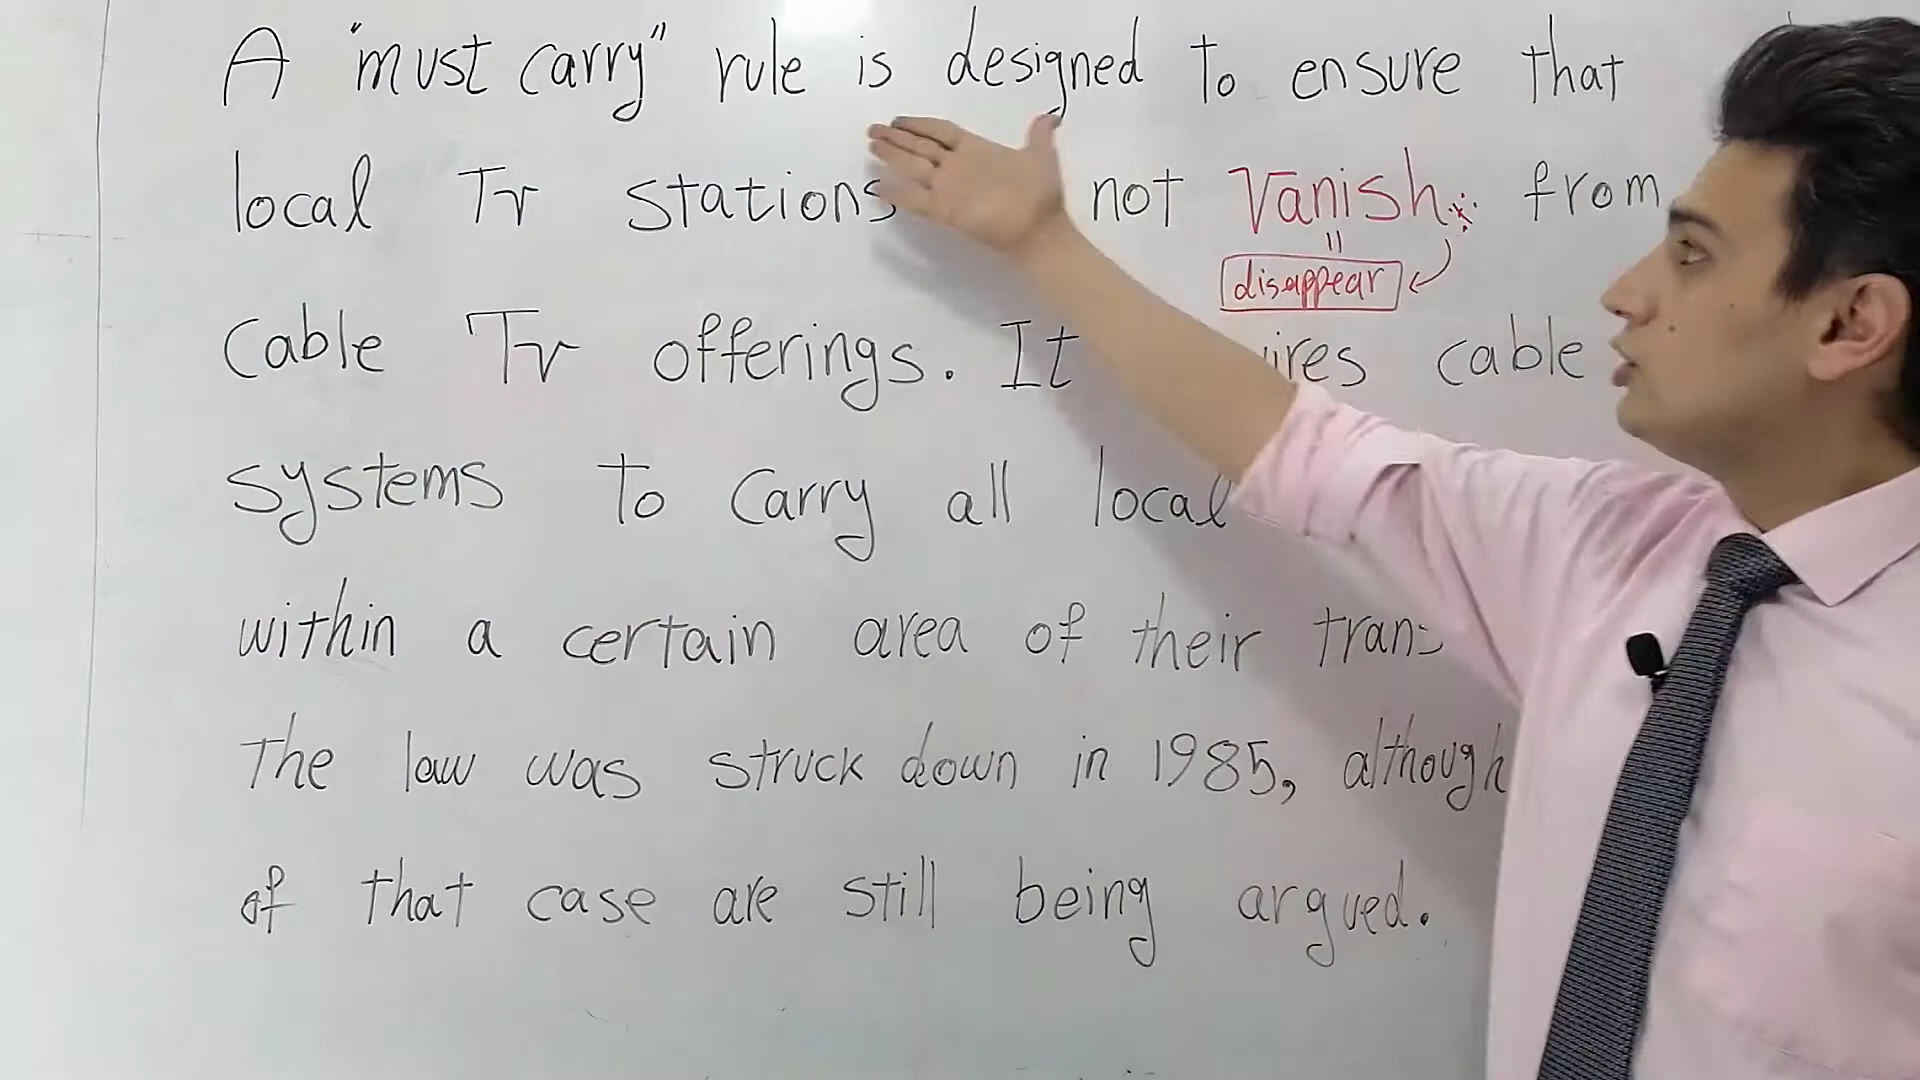 A "must carry" rule is designed to ensure that
local Tv stations not Vanish from
=
disappear
Cable Tv offerings. It cable
systems to carry all local
within a certain area of their
The law was struck down in 1985, although
of that case are still being argued.